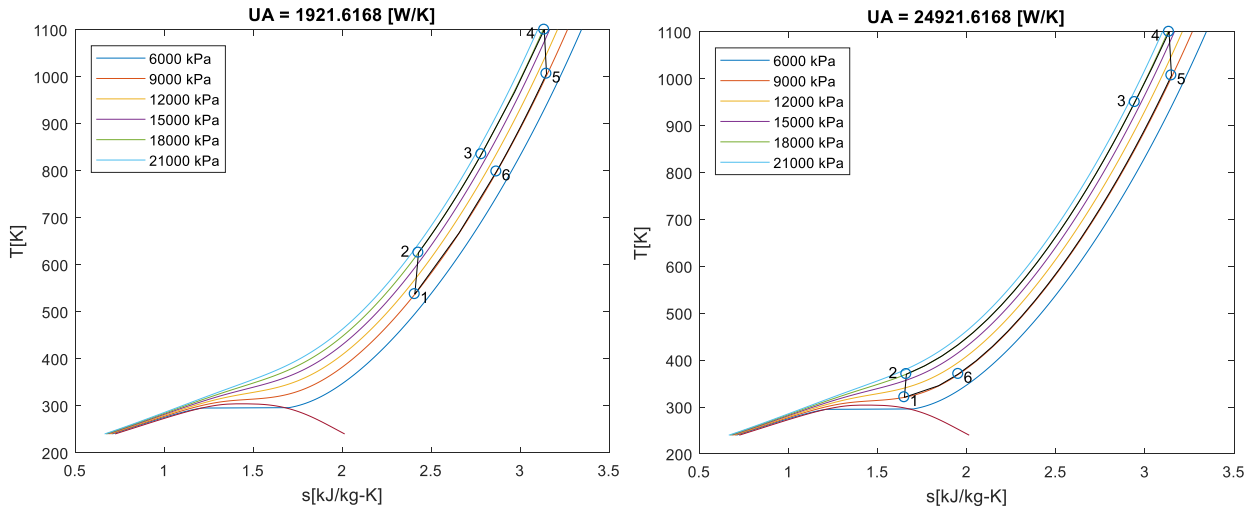 UA = 1921.6168 [W/K]
1100
1000
900
800
700
600
500
400
300
200
T[K]
0.5
1
1.5
2
2.5
3
3.5
s[kJ/kg-K]
6000 kPa
9000 kPa
12000 kPa
15000 kPa
18000 kPa
21000 kPa
4
5
3
6
2
1
UA = 24921.6168 [W/K]
1100
1000
900
800
700
600
500
400
300
200
T[K]
0.5
1
1.5
2
2.5
3
3.5
s[kJ/kg-K]
6000 kPa
9000 kPa
12000 kPa
15000 kPa
18000 kPa
21000 kPa
4
5
3
2
6
1